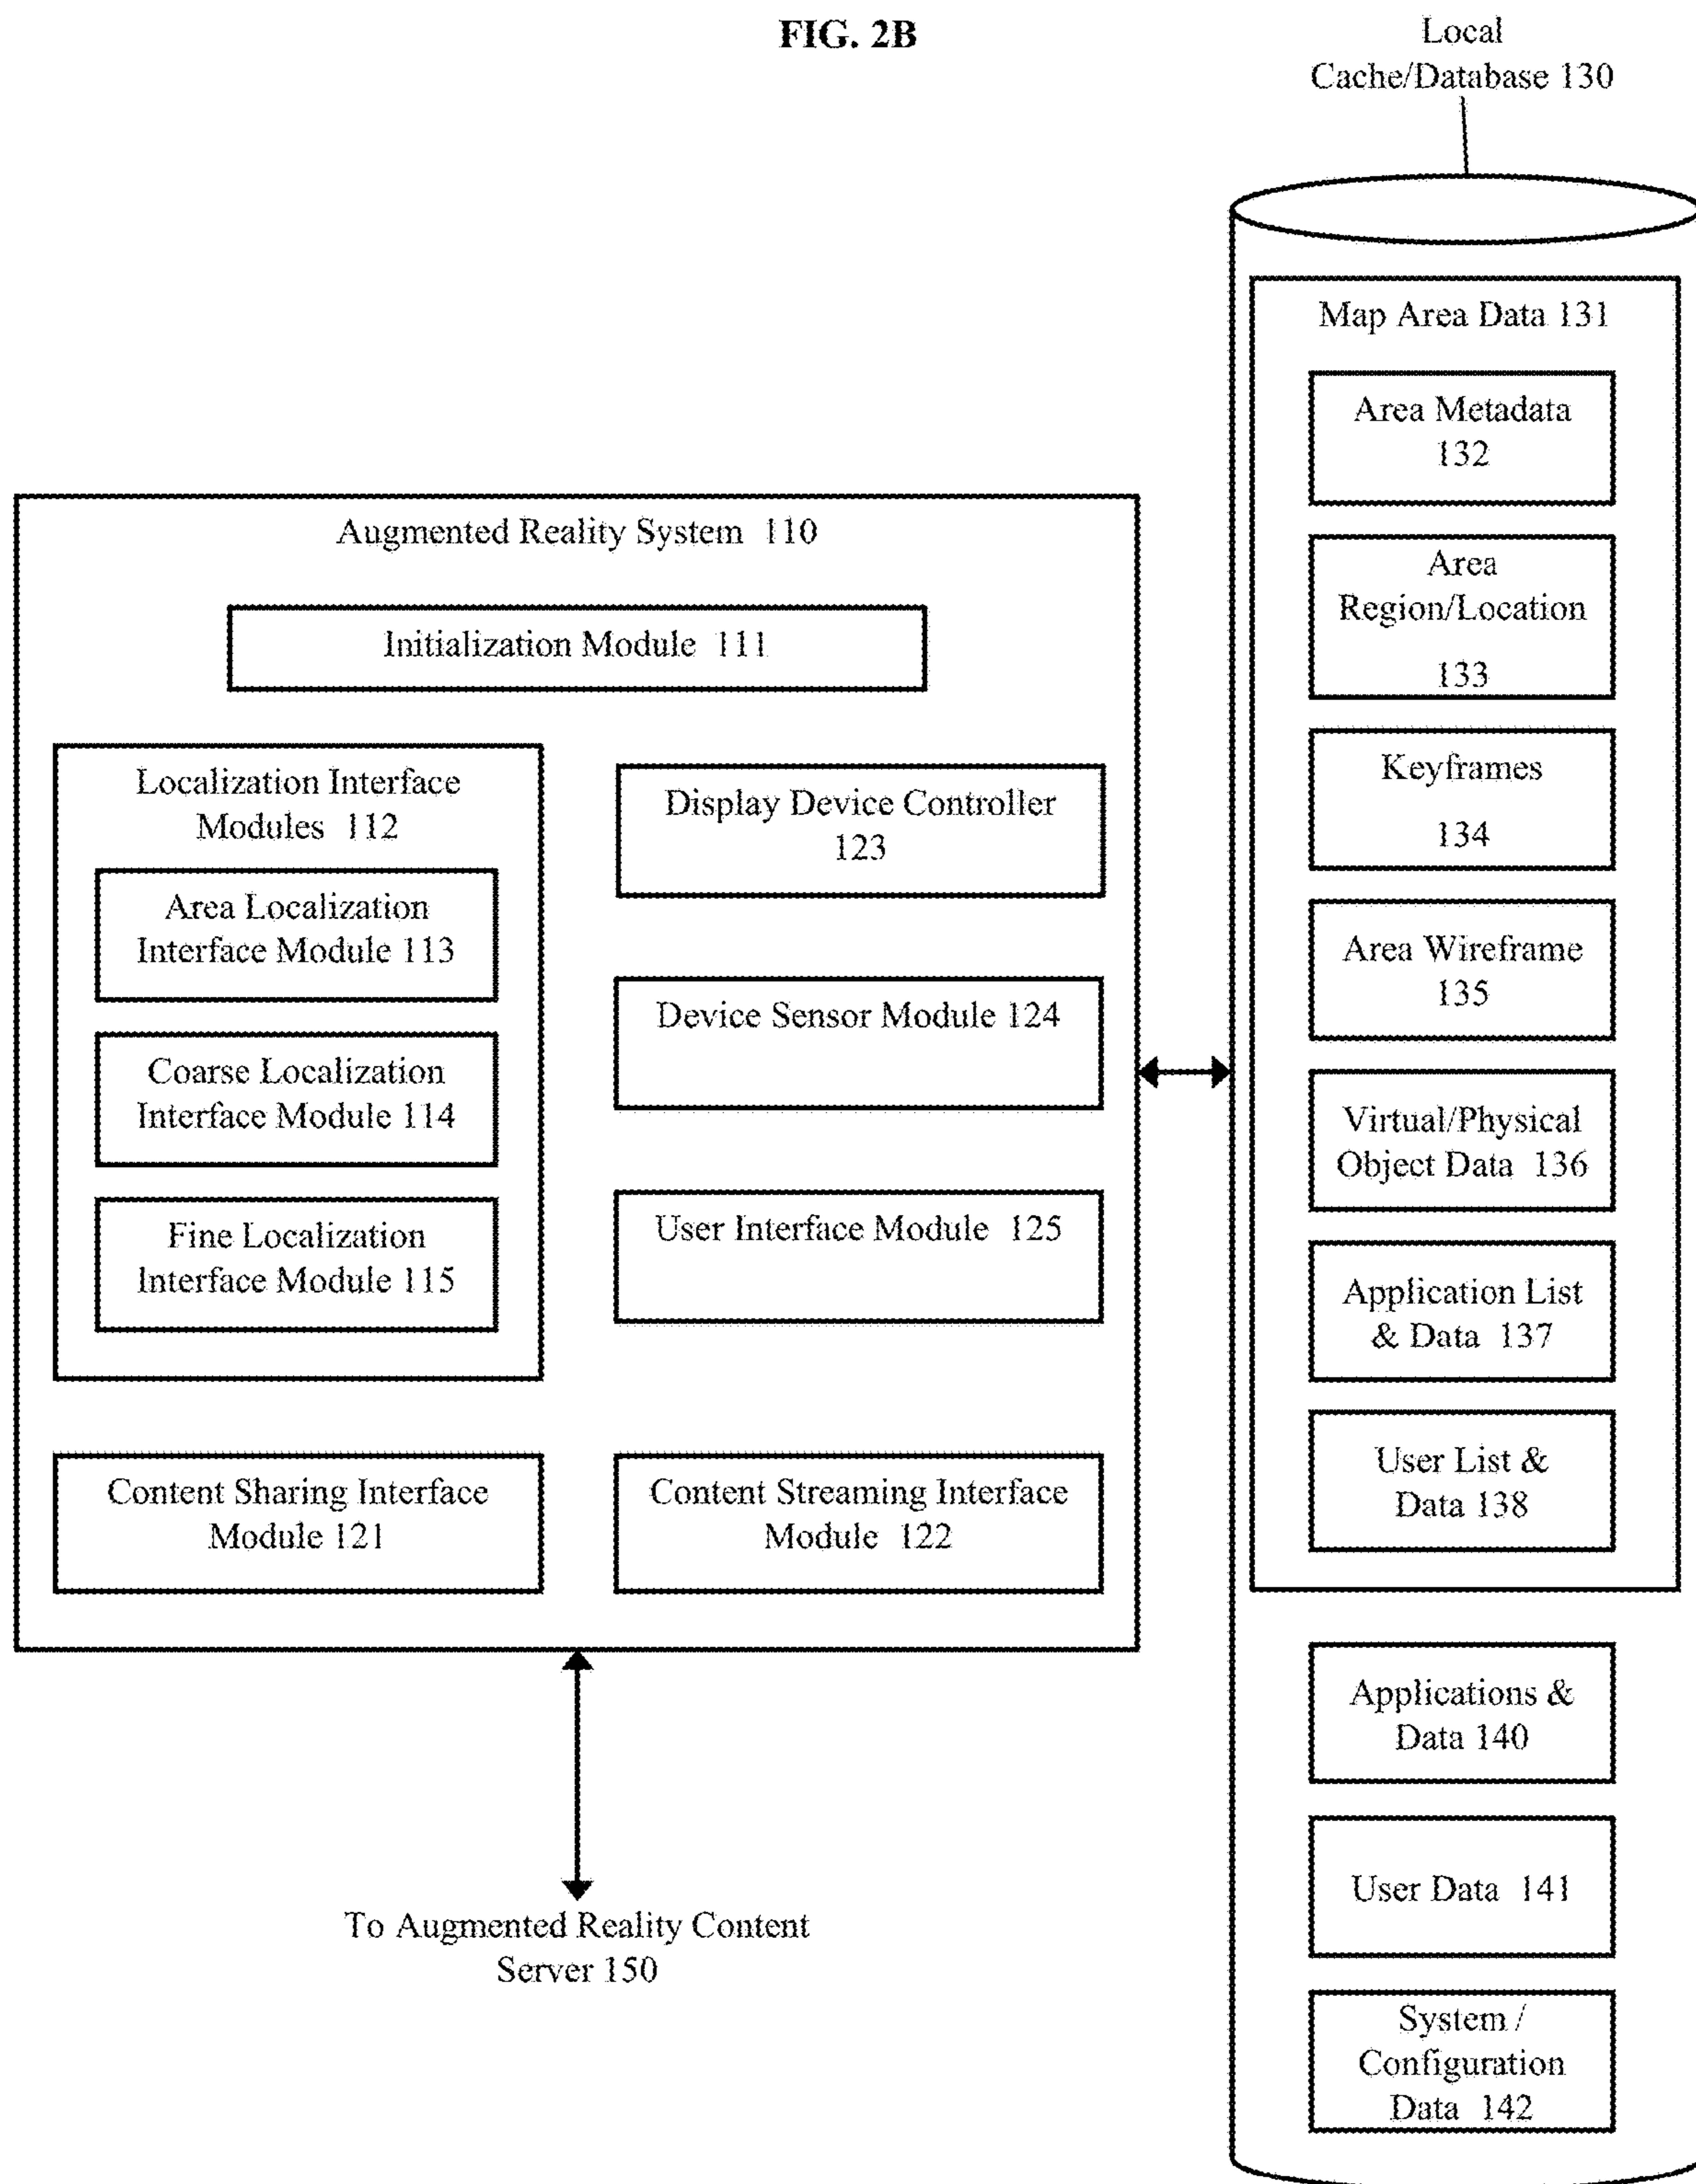 FIG. 2B
Local
Cache/Database 130
Map Area Data 131
Area Metadata
132
Area
Region/Location
133
Keyframes
134
Area Wireframe
135
Virtual/Physical
Object Data 136
Application List
& Data 137
User List &
Data 138
Applications &
Data 140
User Data 141
System /
Configuration
Data 142
Augmented Reality System 110
Initialization Module 111
Localization Interface
Modules 112
Area Localization
Interface Module 113
Coarse Localization
Interface Module 114
Fine Localization
Interface Module 115
Display Device Controller
123
Device Sensor Module 124
User Interface Module 125
Content Sharing Interface
Module 121
Content Streaming Interface
Module 122
To Augmented Reality Content
Server 150